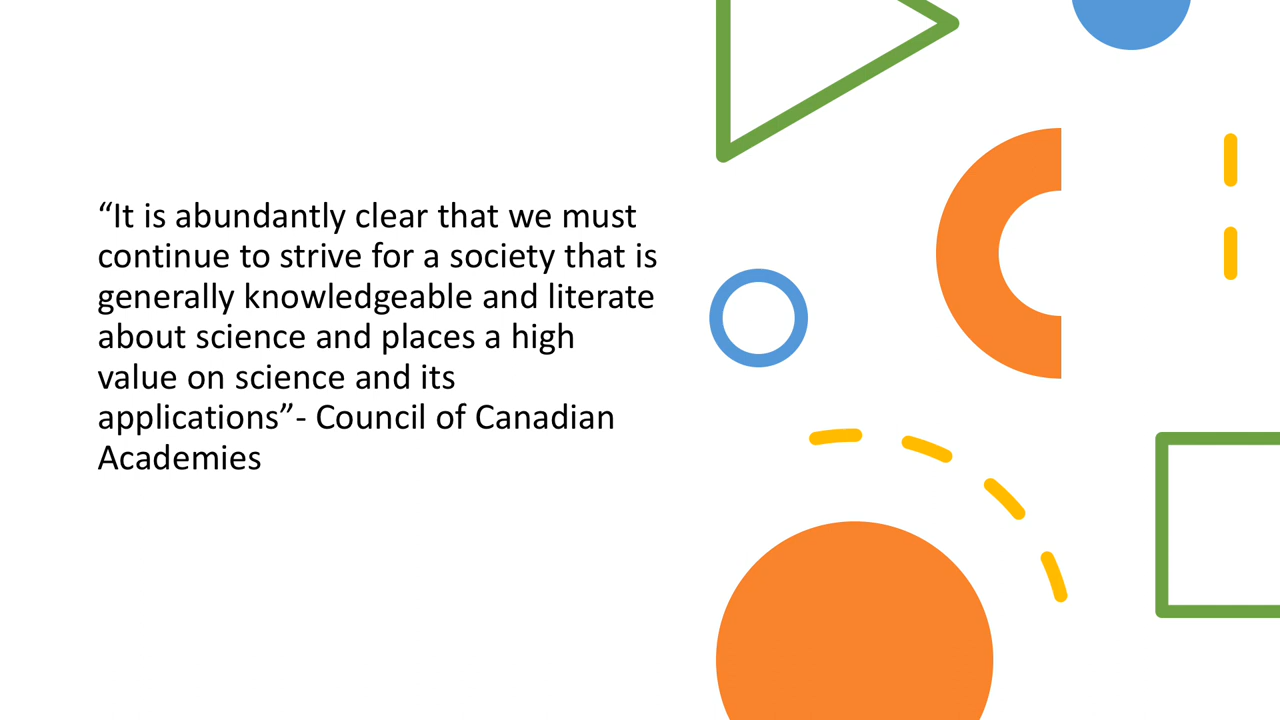 “It is abundantly clear that we must
continue to strive for a society that is
generally knowledgeable and literate
about science and places a high
value on science and its
applications”- Council of Canadian
Academies